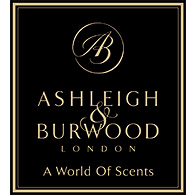 AB
ASHLEIGH
&
BURWOOD
LONDON
A World Of Scents